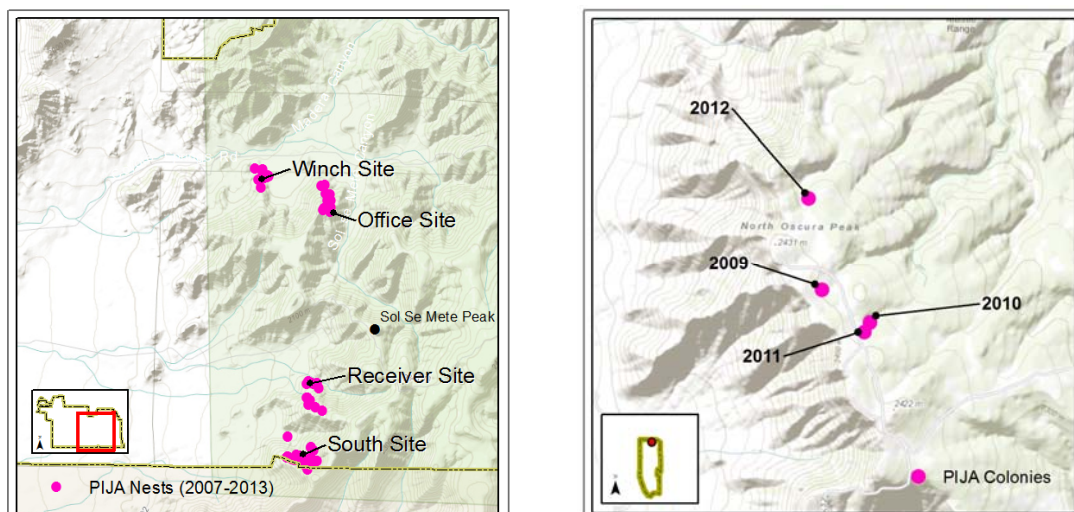 Winch Site
Office Site
Sol Se Mete Peak
Receiver Site
South Site
PIJA Nests (2007-2013)
Range
2012
North Oscura Peak
2431 m
2009
2010
2011
2422 m
PIJA Colonies